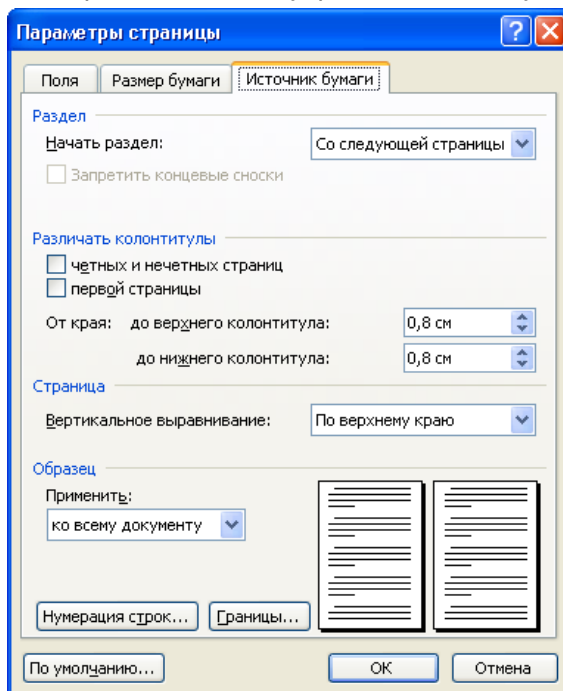 Параметры страницы
Поля Размер бумаги Источник бумаги
Раздел
Начать раздел: Со следующей страницы
Запретить концевые сноски
Различать колонтитулы
четных и нечетных страниц
первой страницы
От края: до верхнего колонтитула: 0,8 см
до нижнего колонтитула: 0,8 см
Страница
Вертикальное выравнивание: По верхнему краю
Образец
Применить:
ко всему документу
Нумерация строк... Границы...
По умолчанию... ОК Отмена